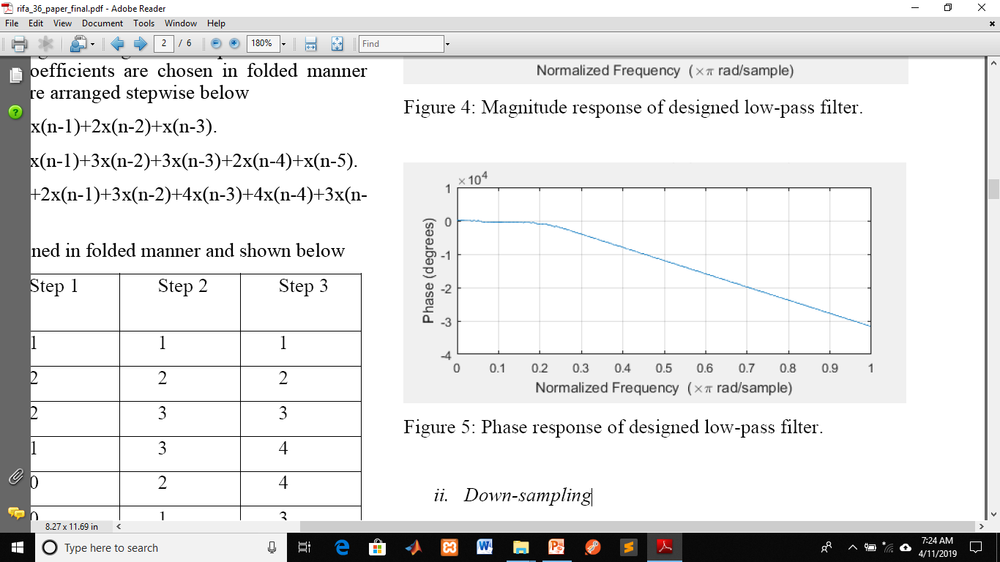 rifa_36_paper_final.pdf - Adobe Reader
File Edit View Document Tools Window Help
2 / 6 180% Find
oefficients are chosen in folded manner
re arranged stepwise below
x(n-1)+2x(n-2)+x(n-3).
x(n-1)+3x(n-2)+3x(n-3)+2x(n-4)+x(n-5).
+2x(n-1)+3x(n-2)+4x(n-3)+4x(n-4)+3x(n-
ned in folded manner and shown below
Step 1 Step 2 Step 3
1 1 1
2 2 2
2 3 3
1 3 4
0 2 4
0 1 3
Normalized Frequency (×π rad/sample)
Figure 4: Magnitude response of designed low-pass filter.
×10⁴
1
0
-1
-2
-3
-4
Phase (degrees)
0 0.1 0.2 0.3 0.4 0.5 0.6 0.7 0.8 0.9 1
Normalized Frequency (×π rad/sample)
Figure 5: Phase response of designed low-pass filter.
ii. Down-sampling
8.27 x 11.69 in
Type here to search
7:24 AM
4/11/2019